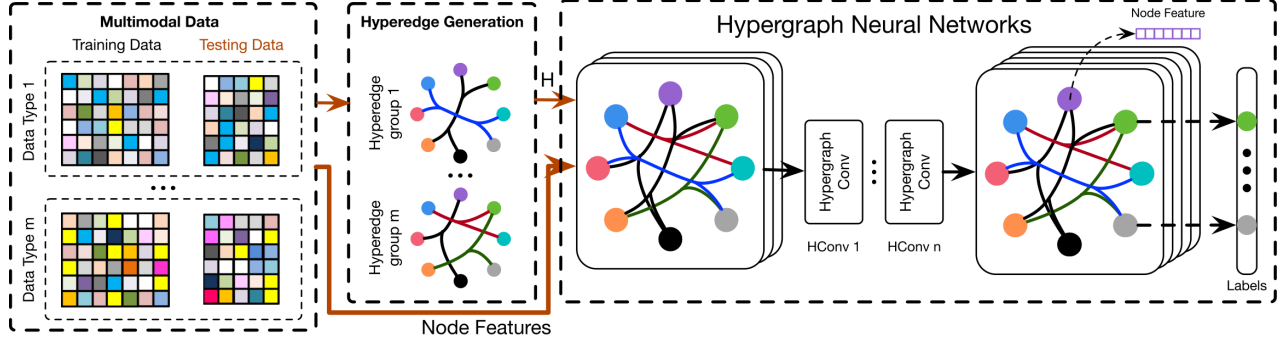 Multimodal Data
Training Data
Testing Data
Data Type 1
...
Data Type m
Hyperedge Generation
Hyperedge
group 1
...
Hyperedge
group m
H
Node Features
Hypergraph Neural Networks
Hypergraph
Conv
HConv 1
...
Hypergraph
Conv
HConv n
Node Feature
Labels